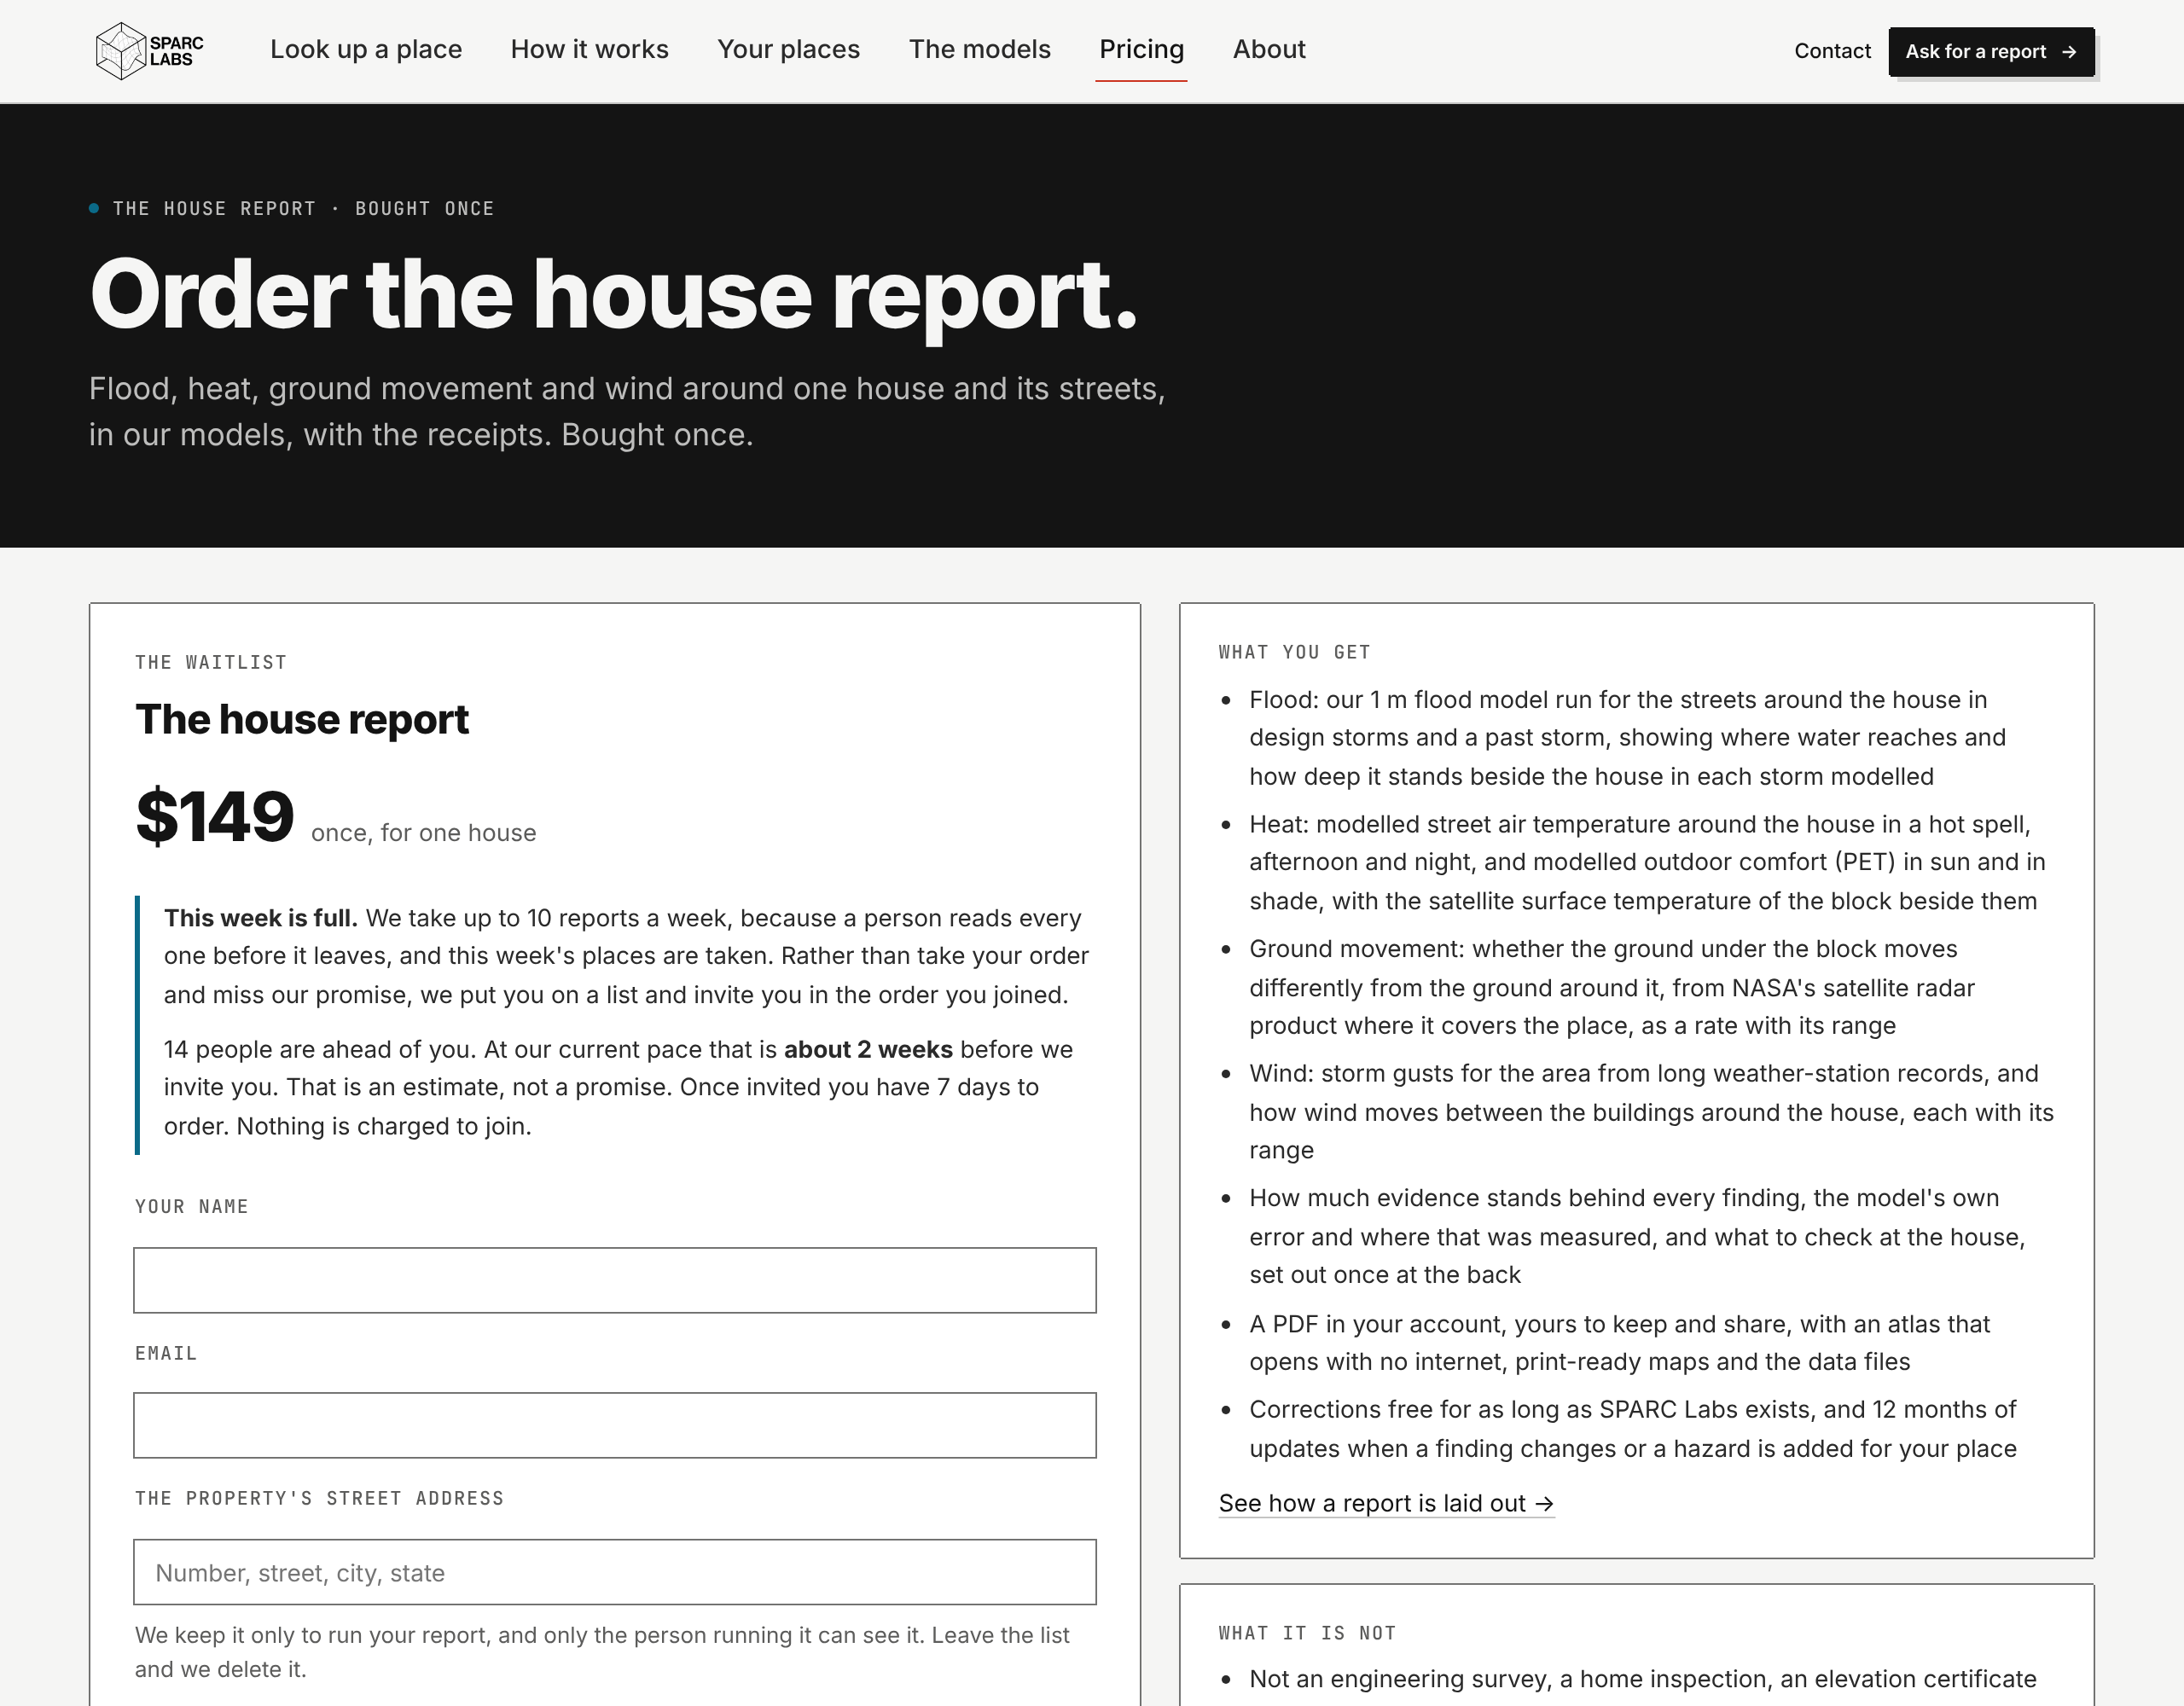 SPARC
LABS
Look up a place
How it works
Your places
The models
Pricing
About
Contact
Ask for a report →
THE HOUSE REPORT · BOUGHT ONCE
Order the house report.
Flood, heat, ground movement and wind around one house and its streets,
in our models, with the receipts. Bought once.
THE WAITLIST
The house report
$149 once, for one house
This week is full. We take up to 10 reports a week, because a person reads every
one before it leaves, and this week's places are taken. Rather than take your order
and miss our promise, we put you on a list and invite you in the order you joined.
14 people are ahead of you. At our current pace that is about 2 weeks before we
invite you. That is an estimate, not a promise. Once invited you have 7 days to
order. Nothing is charged to join.
YOUR NAME
EMAIL
THE PROPERTY'S STREET ADDRESS
Number, street, city, state
We keep it only to run your report, and only the person running it can see it. Leave the list
and we delete it.
WHAT YOU GET
• Flood: our 1 m flood model run for the streets around the house in
design storms and a past storm, showing where water reaches and
how deep it stands beside the house in each storm modelled
• Heat: modelled street air temperature around the house in a hot spell,
afternoon and night, and modelled outdoor comfort (PET) in sun and in
shade, with the satellite surface temperature of the block beside them
• Ground movement: whether the ground under the block moves
differently from the ground around it, from NASA's satellite radar
product where it covers the place, as a rate with its range
• Wind: storm gusts for the area from long weather-station records, and
how wind moves between the buildings around the house, each with its
range
• How much evidence stands behind every finding, the model's own
error and where that was measured, and what to check at the house,
set out once at the back
• A PDF in your account, yours to keep and share, with an atlas that
opens with no internet, print-ready maps and the data files
• Corrections free for as long as SPARC Labs exists, and 12 months of
updates when a finding changes or a hazard is added for your place
See how a report is laid out →
WHAT IT IS NOT
• Not an engineering survey, a home inspection, an elevation certificate